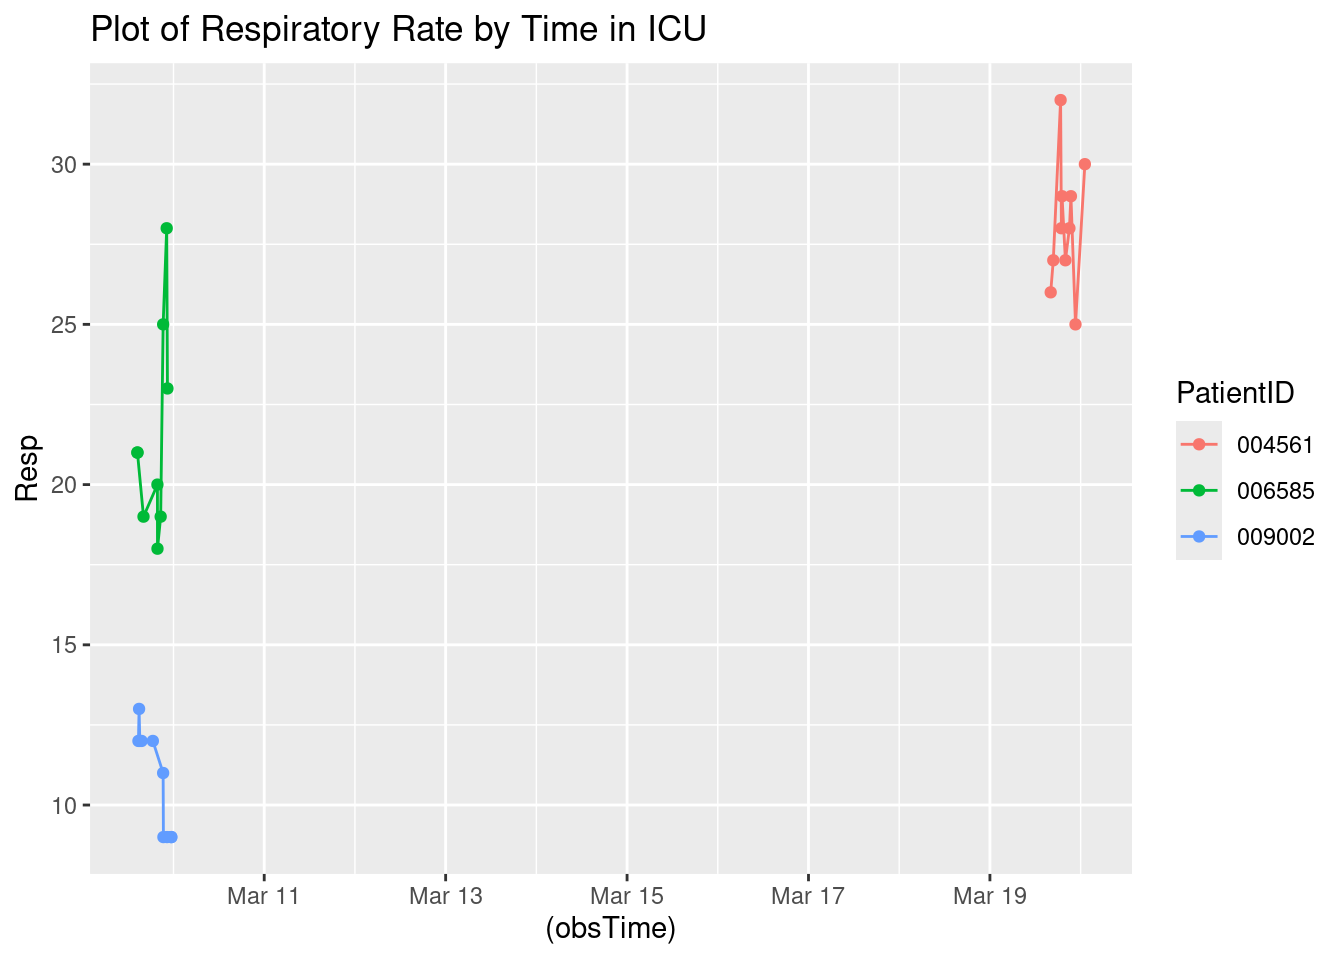 Plot of Respiratory Rate by Time in ICU
Resp
30
25
20
15
10
Mar 11
Mar 13
Mar 15
Mar 17
Mar 19
(obsTime)
PatientID
004561
006585
009002